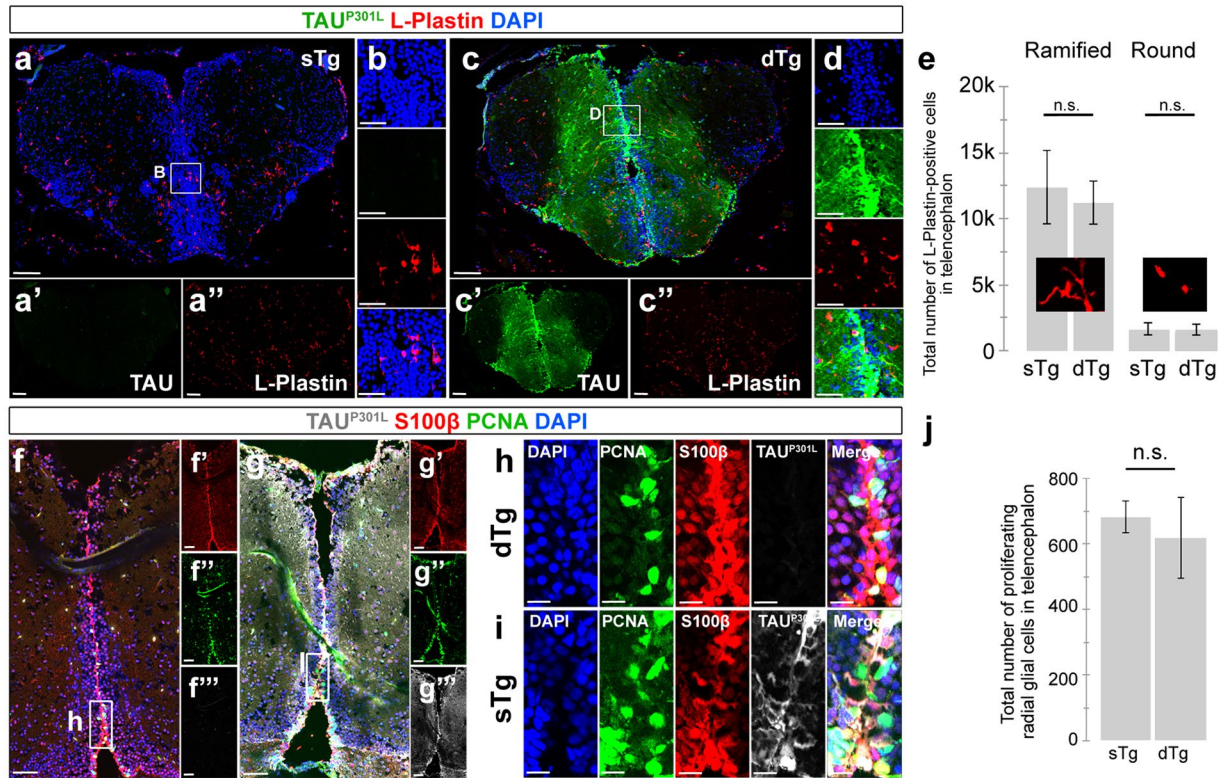 TAUP301L L-Plastin DAPI
a
sTg
B
a’
TAU
a’’
L-Plastin
b
c
dTg
D
c’
TAU
c’’
L-Plastin
d
e
Ramified
Round
n.s.
n.s.
Total number of L-Plastin-positive cells
in telencephalon
20k
15k
10k
5k
0
sTg
dTg
sTg
dTg
TAUP301L S100β PCNA DAPI
f
h
f’
f’’
f’’’
g
I
g’
g’’
g’’’
h
dTg
DAPI
PCNA
S100β
TAUP301L
Merge
i
sTg
DAPI
PCNA
S100β
TAUP301L
Merge
j
n.s.
Total number of proliferating
radial glial cells in telencephalon
800
600
400
200
0
sTg
dTg